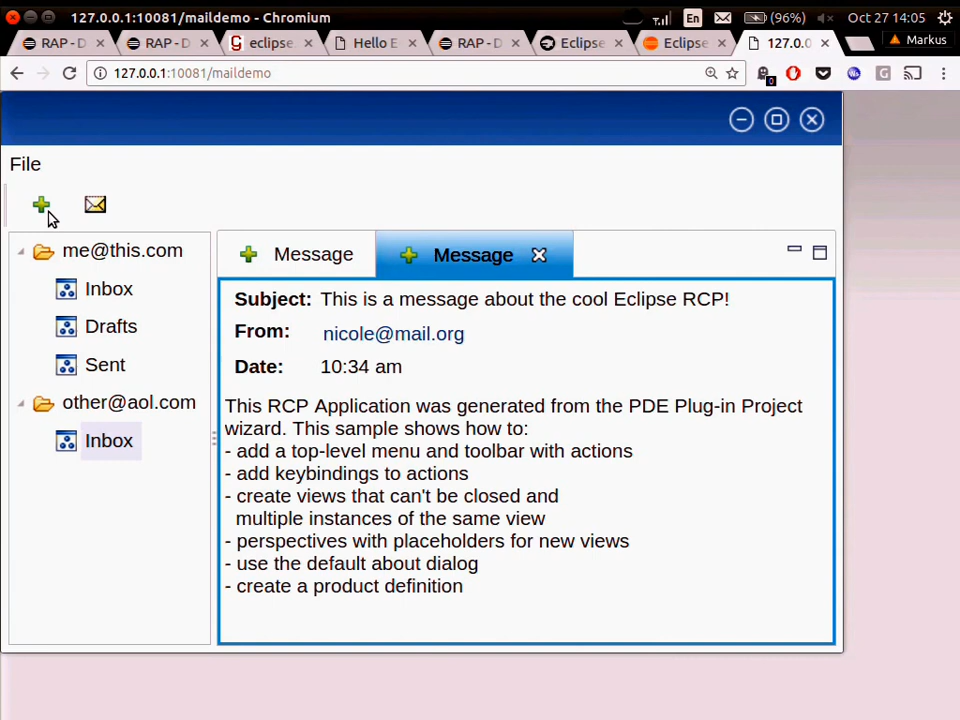 127.0.0.1:10081/maildemo - Chromium
En
(96%)
Oct 27 14:05
RAP - D
RAP - D
eclipse
Hello E
RAP - D
Eclipse
Eclipse
127.0.0
Markus
127.0.0.1:10081/maildemo
0
File
me@this.com
Inbox
Drafts
Sent
other@aol.com
Inbox
Message
Message
Subject: This is a message about the cool Eclipse RCP!
From: nicole@mail.org
Date: 10:34 am
This RCP Application was generated from the PDE Plug-in Project
wizard. This sample shows how to:
- add a top-level menu and toolbar with actions
- add keybindings to actions
- create views that can't be closed and
multiple instances of the same view
- perspectives with placeholders for new views
- use the default about dialog
- create a product definition